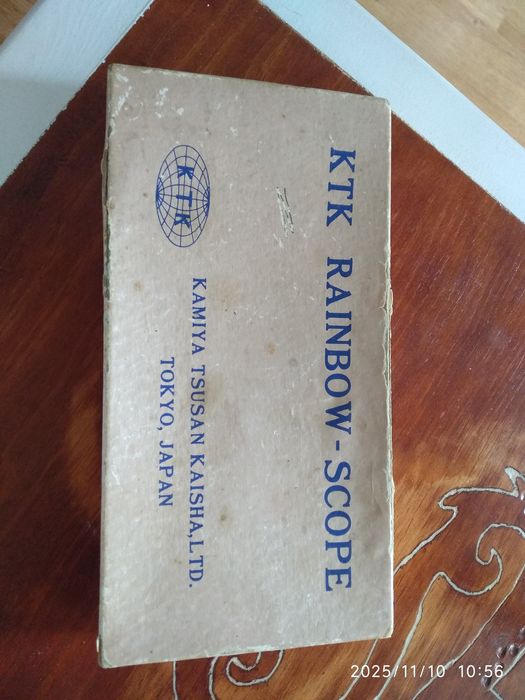 KTK RAINBOW-SCOPE
KTK
KAMIYA TSUSAN KAISHA, LTD.
TOKYO, JAPAN
2025/11/10 10:56